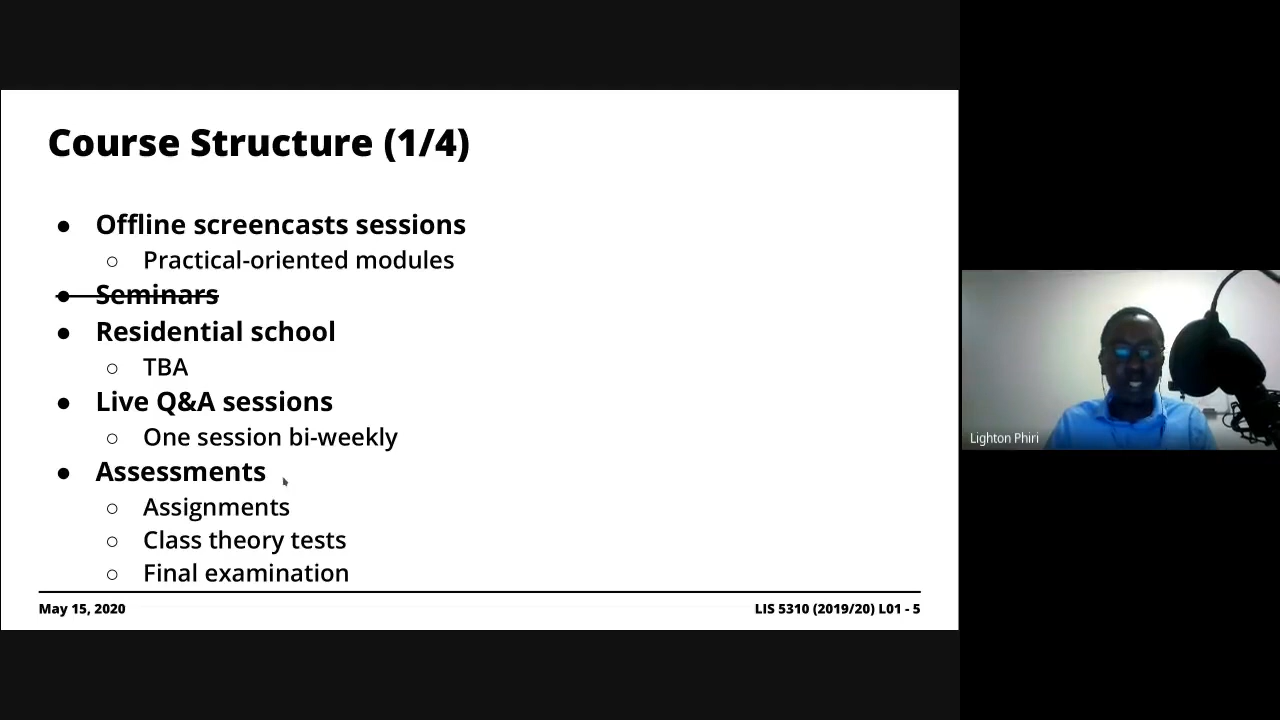 Course Structure (1/4)
● Offline screencasts sessions
○ Practical-oriented modules
● Seminars
● Residential school
○ TBA
● Live Q&A sessions
○ One session bi-weekly
● Assessments
○ Assignments
○ Class theory tests
○ Final examination
May 15, 2020
LIS 5310 (2019/20) L01 - 5
Lighton Phiri